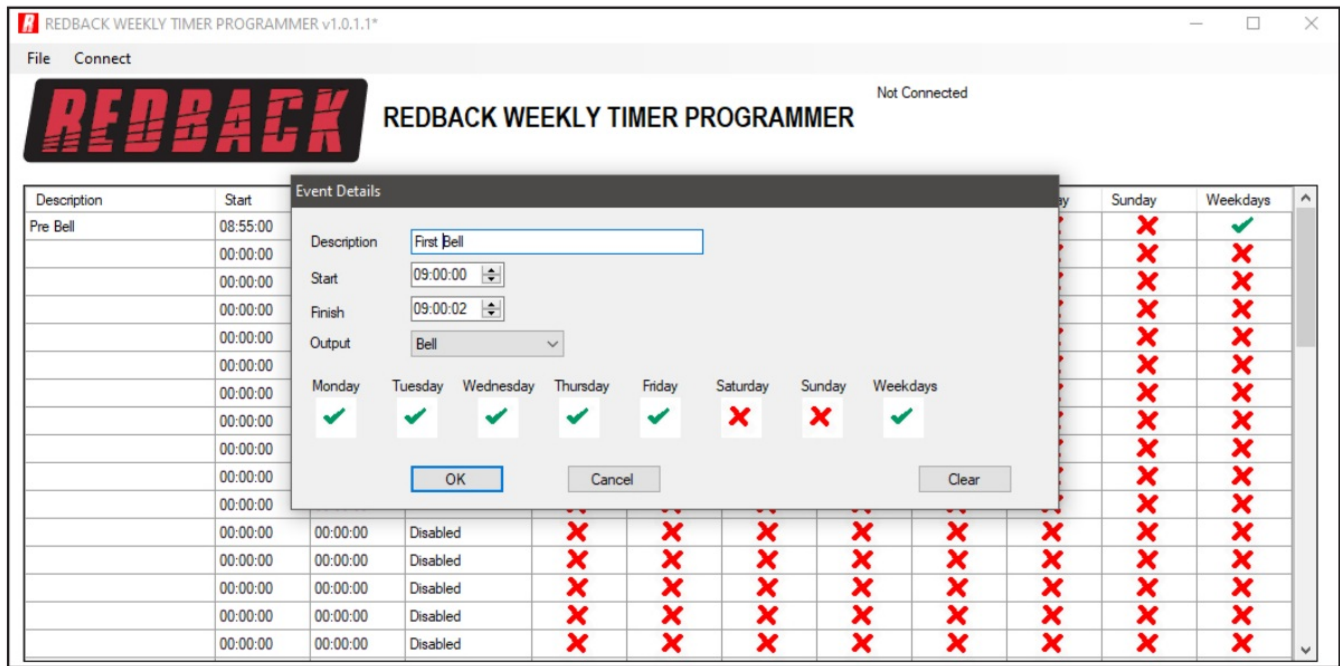 REDBACK WEEKLY TIMER PROGRAMMER v1.0.1.1*
File Connect
REDBACK
REDBACK WEEKLY TIMER PROGRAMMER
Not Connected
Description Start ay Sunday Weekdays
Pre Bell 08:55:00
00:00:00
00:00:00
00:00:00
00:00:00
00:00:00
00:00:00
00:00:00
00:00:00
00:00:00
00:00:00
Event Details
Description First Bell
Start 09:00:00
Finish 09:00:02
Output Bell
Monday Tuesday Wednesday Thursday Friday Saturday Sunday Weekdays
OK Cancel Clear
00:00:00 00:00:00 Disabled
00:00:00 00:00:00 Disabled
00:00:00 00:00:00 Disabled
00:00:00 00:00:00 Disabled
00:00:00 00:00:00 Disabled